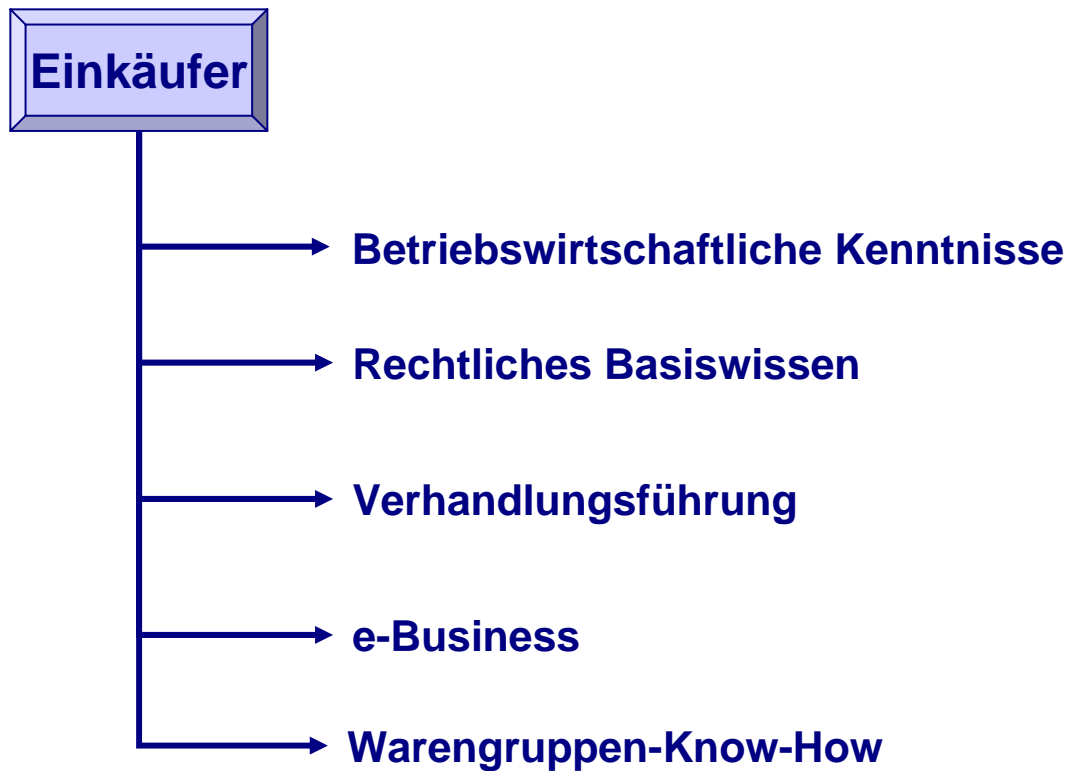 Einkäufer
Betriebswirtschaftliche Kenntnisse
Rechtliches Basiswissen
Verhandlungsführung
e-Business
Warengruppen-Know-How